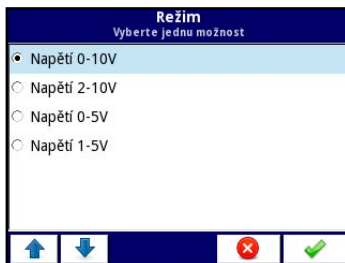 Režim
Vyberte jednu možnost
Napětí 0-10V
Napětí 2-10V
Napětí 0-5V
Napětí 1-5V